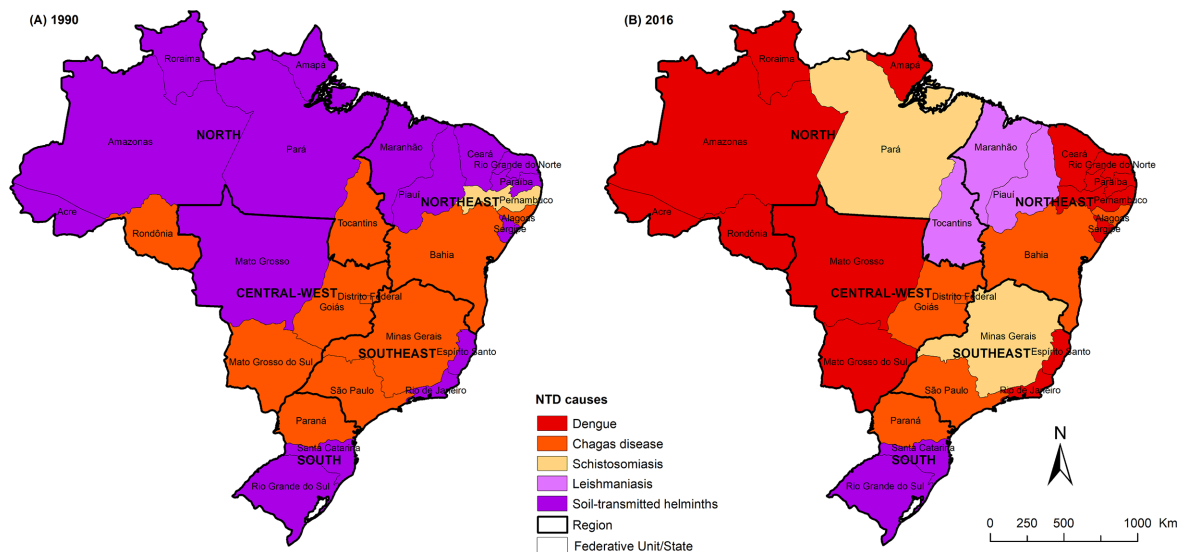 (A) 1990
Roraima
Amapá
Amazonas
NORTH
Pará
Maranhão
Ceará
Rio Grande do Norte
Paraíba
Piauí
Pernambuco
NORTHEAST
Acre
Alagoas
Sergipe
Rondônia
Tocantins
Bahia
Mato Grosso
CENTRAL-WEST
Distrito Federal
Goiás
Minas Gerais
Mato Grosso do Sul
SOUTHEAST
Espírito Santo
São Paulo
Rio de Janeiro
Paraná
Santa Catarina
SOUTH
Rio Grande do Sul
(B) 2016
Roraima
Amapá
Amazonas
NORTH
Pará
Maranhão
Ceará
Rio Grande do Norte
Paraíba
Piauí
Pernambuco
NORTHEAST
Acre
Alagoas
Sergipe
Rondônia
Tocantins
Bahia
Mato Grosso
CENTRAL-WEST
Distrito Federal
Goiás
Minas Gerais
Mato Grosso do Sul
SOUTHEAST
Espírito Santo
São Paulo
Rio de Janeiro
Paraná
Santa Catarina
SOUTH
Rio Grande do Sul
NTD causes
Dengue
Chagas disease
Schistosomiasis
Leishmaniasis
Soil-transmitted helminths
Region
Federative Unit/State
N
0 250 500 1000 Km